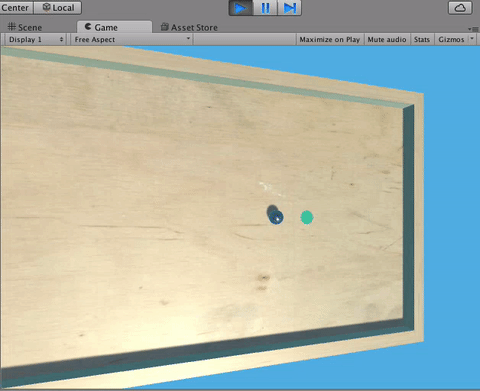 Center Local
Scene Game Asset Store
Display 1 Free Aspect Maximize on Play Mute audio Stats Gizmos